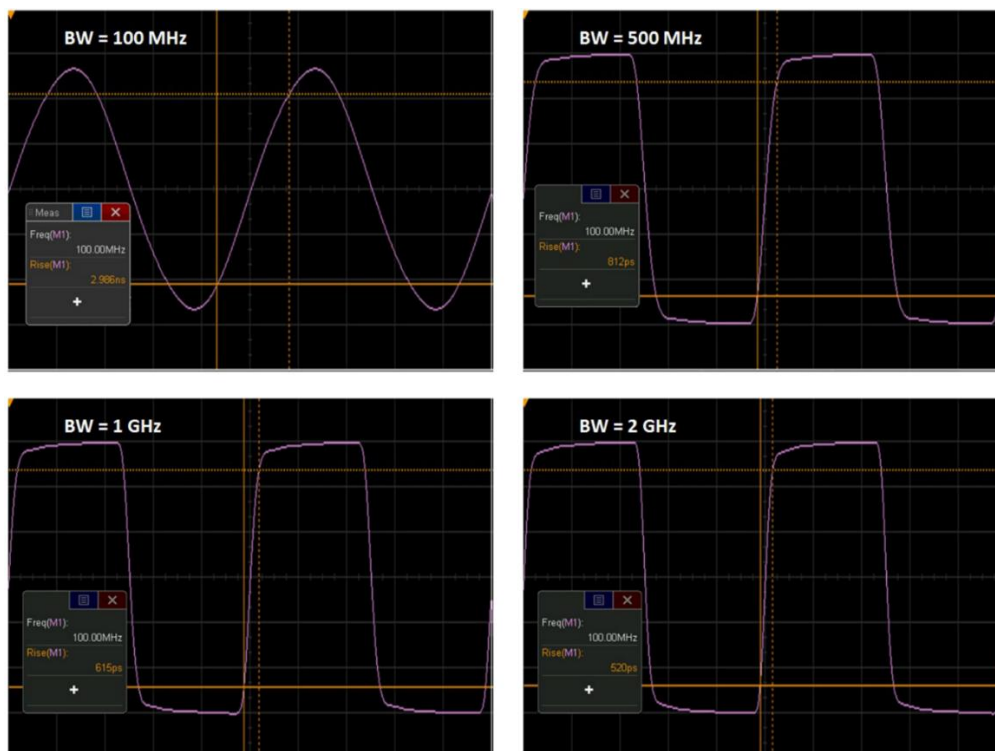 BW = 100 MHz
Meas
Freq(M1):
100.00MHz
Rise(M1):
2.986ns
+
BW = 500 MHz
Freq(M1):
100.00MHz
Rise(M1):
812ps
+
BW = 1 GHz
Freq(M1):
100.00MHz
Rise(M1):
615ps
+
BW = 2 GHz
Freq(M1):
100.00MHz
Rise(M1):
520ps
+